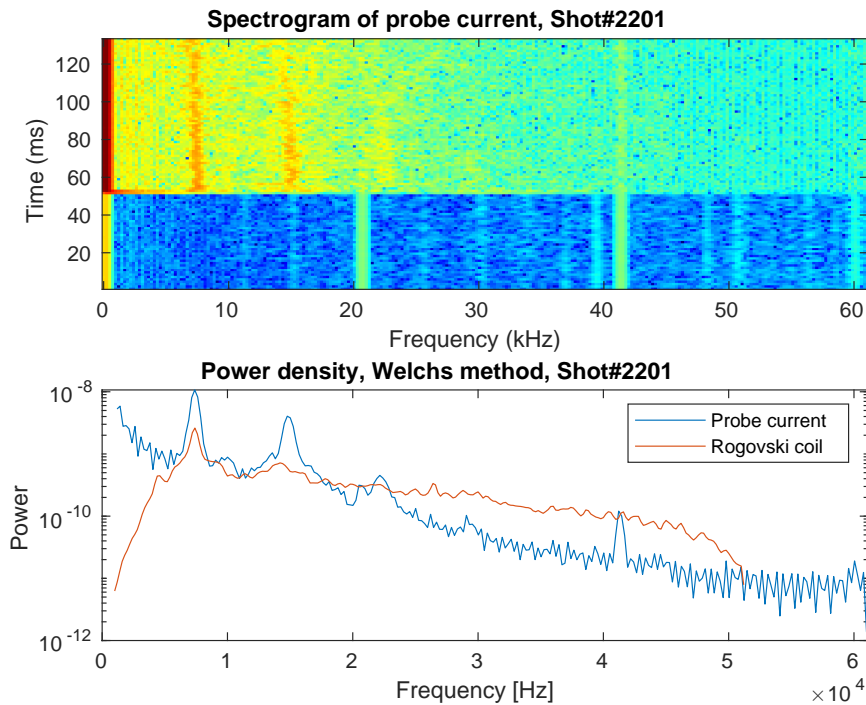 Spectrogram of probe current, Shot#2201
120
100
80
60
40
20
Time (ms)
0 10 20 30 40 50 60
Frequency (kHz)
Power density, Welchs method, Shot#2201
10^-8
10^-10
10^-12
Power
Probe current
Rogovski coil
0 1 2 3 4 5 6
× 10^4
Frequency [Hz]